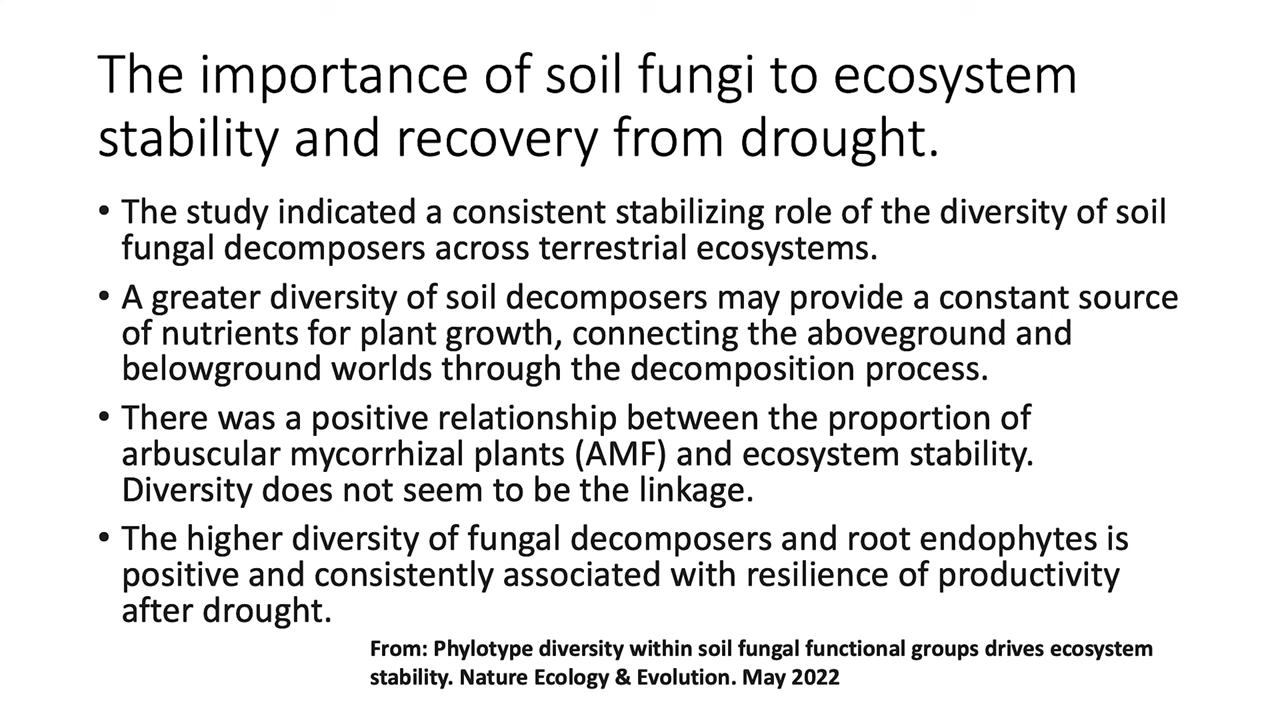 The importance of soil fungi to ecosystem
stability and recovery from drought.
• The study indicated a consistent stabilizing role of the diversity of soil
fungal decomposers across terrestrial ecosystems.
• A greater diversity of soil decomposers may provide a constant source
of nutrients for plant growth, connecting the aboveground and
belowground worlds through the decomposition process.
• There was a positive relationship between the proportion of
arbuscular mycorrhizal plants (AMF) and ecosystem stability.
Diversity does not seem to be the linkage.
• The higher diversity of fungal decomposers and root endophytes is
positive and consistently associated with resilience of productivity
after drought.
From: Phylotype diversity within soil fungal functional groups drives ecosystem
stability. Nature Ecology & Evolution. May 2022